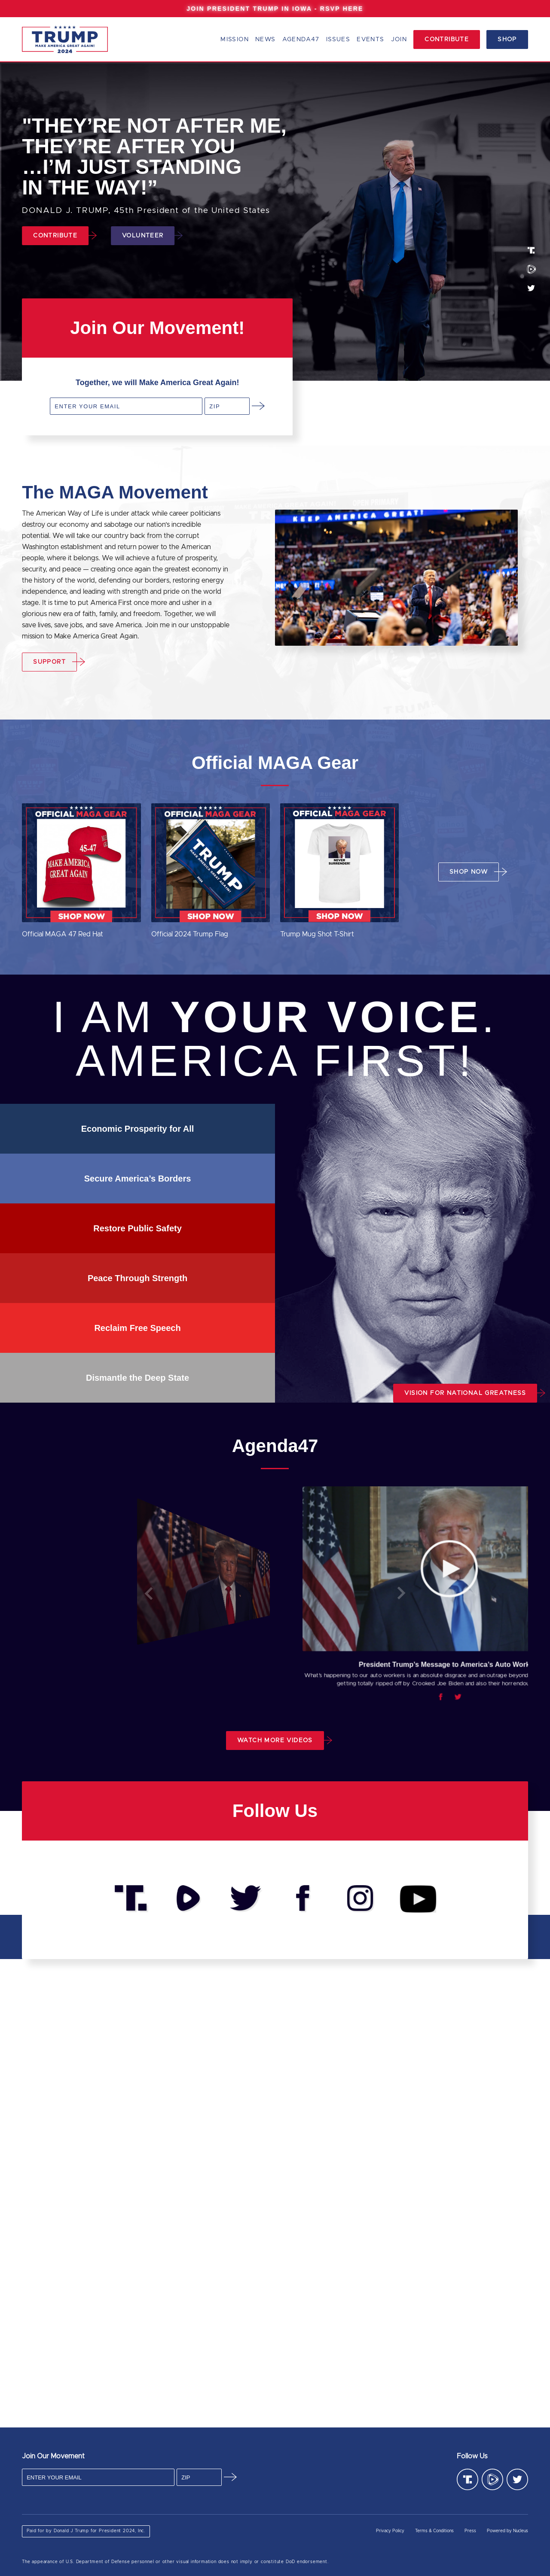 JOIN PRESIDENT TRUMP IN IOWA - RSVP HERE
TRUMP
MAKE AMERICA GREAT AGAIN!
2024
MISSION NEWS AGENDA47 ISSUES EVENTS JOIN CONTRIBUTE SHOP
"THEY’RE NOT AFTER ME,
THEY’RE AFTER YOU
…I’M JUST STANDING
IN THE WAY!”
DONALD J. TRUMP, 45th President of the United States
CONTRIBUTE VOLUNTEER
Join Our Movement!
Together, we will Make America Great Again!
ENTER YOUR EMAIL ZIP
The MAGA Movement
The American Way of Life is under attack while career politicians
destroy our economy and sabotage our nation's incredible
potential. We will take our country back from the corrupt
Washington establishment and return power to the American
people, where it belongs. We will achieve a future of prosperity,
security, and peace — creating once again the greatest economy in
the history of the world, defending our borders, restoring energy
independence, and leading with strength and pride on the world
stage. It is time to put America First once more and usher in a
glorious new era of faith, family, and freedom. Together, we will
save lives, save jobs, and save America. Join me in our unstoppable
mission to Make America Great Again.
KEEP AMERICA GREAT!
SUPPORT
Official MAGA Gear
OFFICIAL MAGA GEAR
45-47
MAKE AMERICA
GREAT AGAIN
SHOP NOW
Official MAGA 47 Red Hat
OFFICIAL MAGA GEAR
TRUMP
SHOP NOW
Official 2024 Trump Flag
OFFICIAL MAGA GEAR
NEVER
SURRENDER!
SHOP NOW
Trump Mug Shot T-Shirt
SHOP NOW
I AM YOUR VOICE.
AMERICA FIRST!
Economic Prosperity for All
Secure America’s Borders
Restore Public Safety
Peace Through Strength
Reclaim Free Speech
Dismantle the Deep State
VISION FOR NATIONAL GREATNESS
Agenda47
President Trump’s Message to America’s Auto Work
What’s happening to our auto workers is an absolute disgrace and an outrage beyond
getting totally ripped off by Crooked Joe Biden and also their horrendou
WATCH MORE VIDEOS
Follow Us
Join Our Movement
ENTER YOUR EMAIL ZIP
Follow Us
Paid for by Donald J Trump for President 2024, Inc.
Privacy Policy Terms & Conditions Press Powered by Nucleus
The appearance of U.S. Department of Defense personnel or other visual information does not imply or constitute DoD endorsement